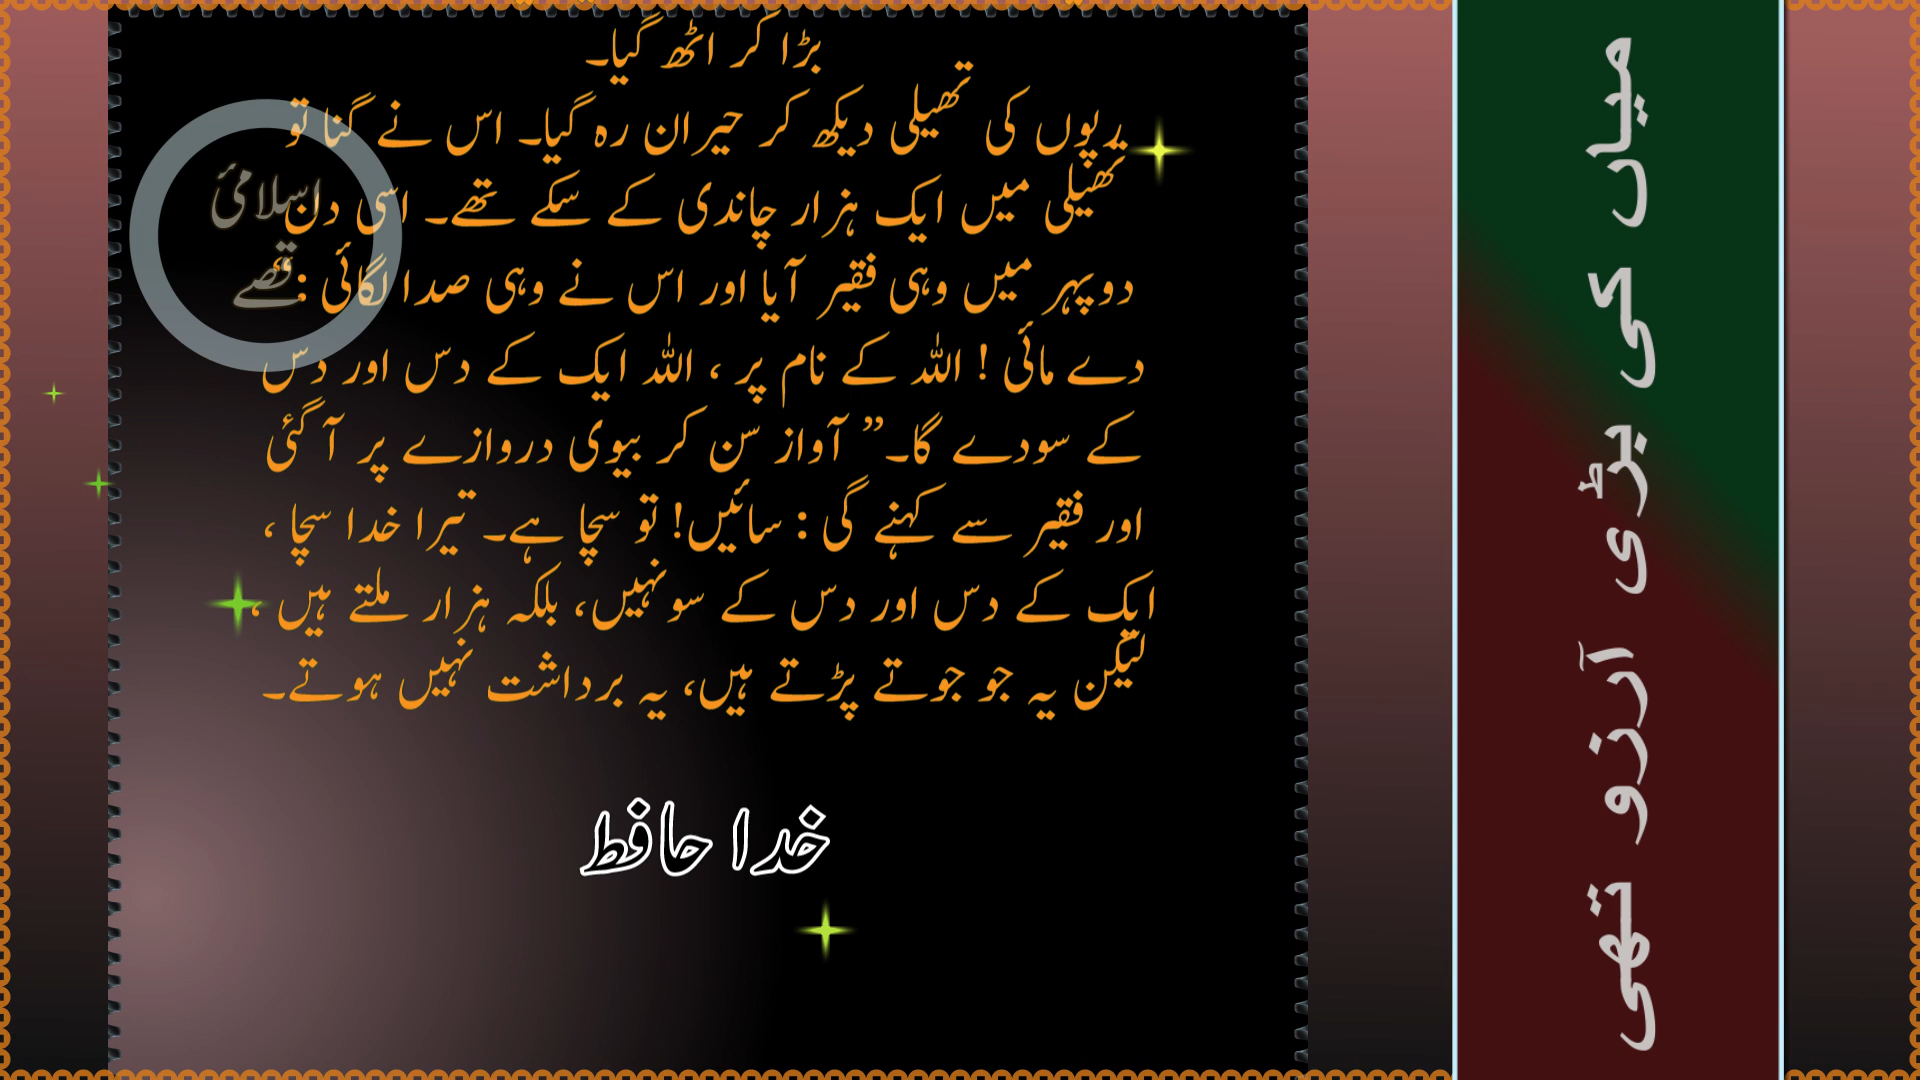 بڑا کر اٹھ گیا۔
رپوں کی تھیلی دیکھ کر حیران رہ گیا۔ اس نے گنا تو
تھیلی میں ایک ہزار چاندی کے سکے تھے۔ اسی دن
دوپہر میں وہی فقیر آیا اور اس نے وہی صدا لگائی :
دے مائی ! اللہ کے نام پر ، اللہ ایک کے دس اور دس
کے سودے گا۔” آواز سن کر بیوی دروازے پر آگئی
اور فقیر سے کہنے گی : سائیں! تو سچا ہے۔ تیرا خدا سچا ،
ایک کے دس اور دس کے سو نہیں، بلکہ ہزار ملتے ہیں ،
لیکن یہ جو جوتے پڑتے ہیں، یہ برداشت نہیں ہوتے۔
خدا حافظ
اسلامئ
قصے
میاں کی بڑی آرزو تھی